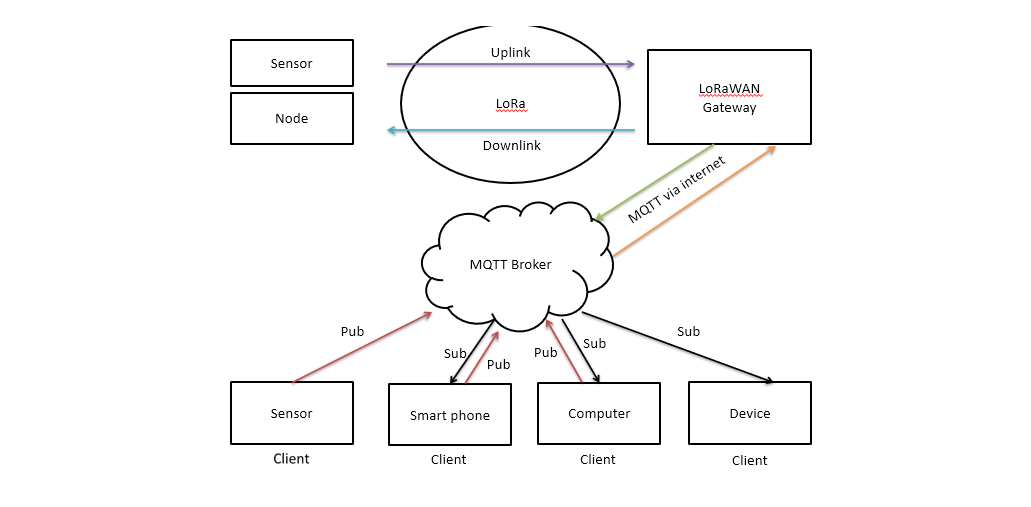 Sensor
Node
Uplink
LoRa
Downlink
LoRaWAN
Gateway
MQTT via internet
MQTT Broker
Pub
Sub
Pub
Pub
Sub
Sub
Sensor
Smart phone
Computer
Device
Client
Client
Client
Client